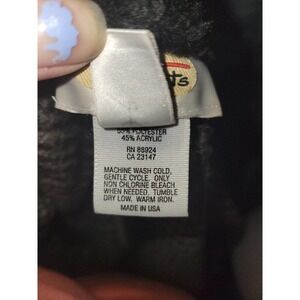 ts
55% POLYESTER
45% ACRYLIC
RN 88924
CA 23147
MACHINE WASH COLD,
GENTLE CYCLE. ONLY
NON CHLORINE BLEACH
WHEN NEEDED. TUMBLE
DRY LOW. WARM IRON.
MADE IN USA